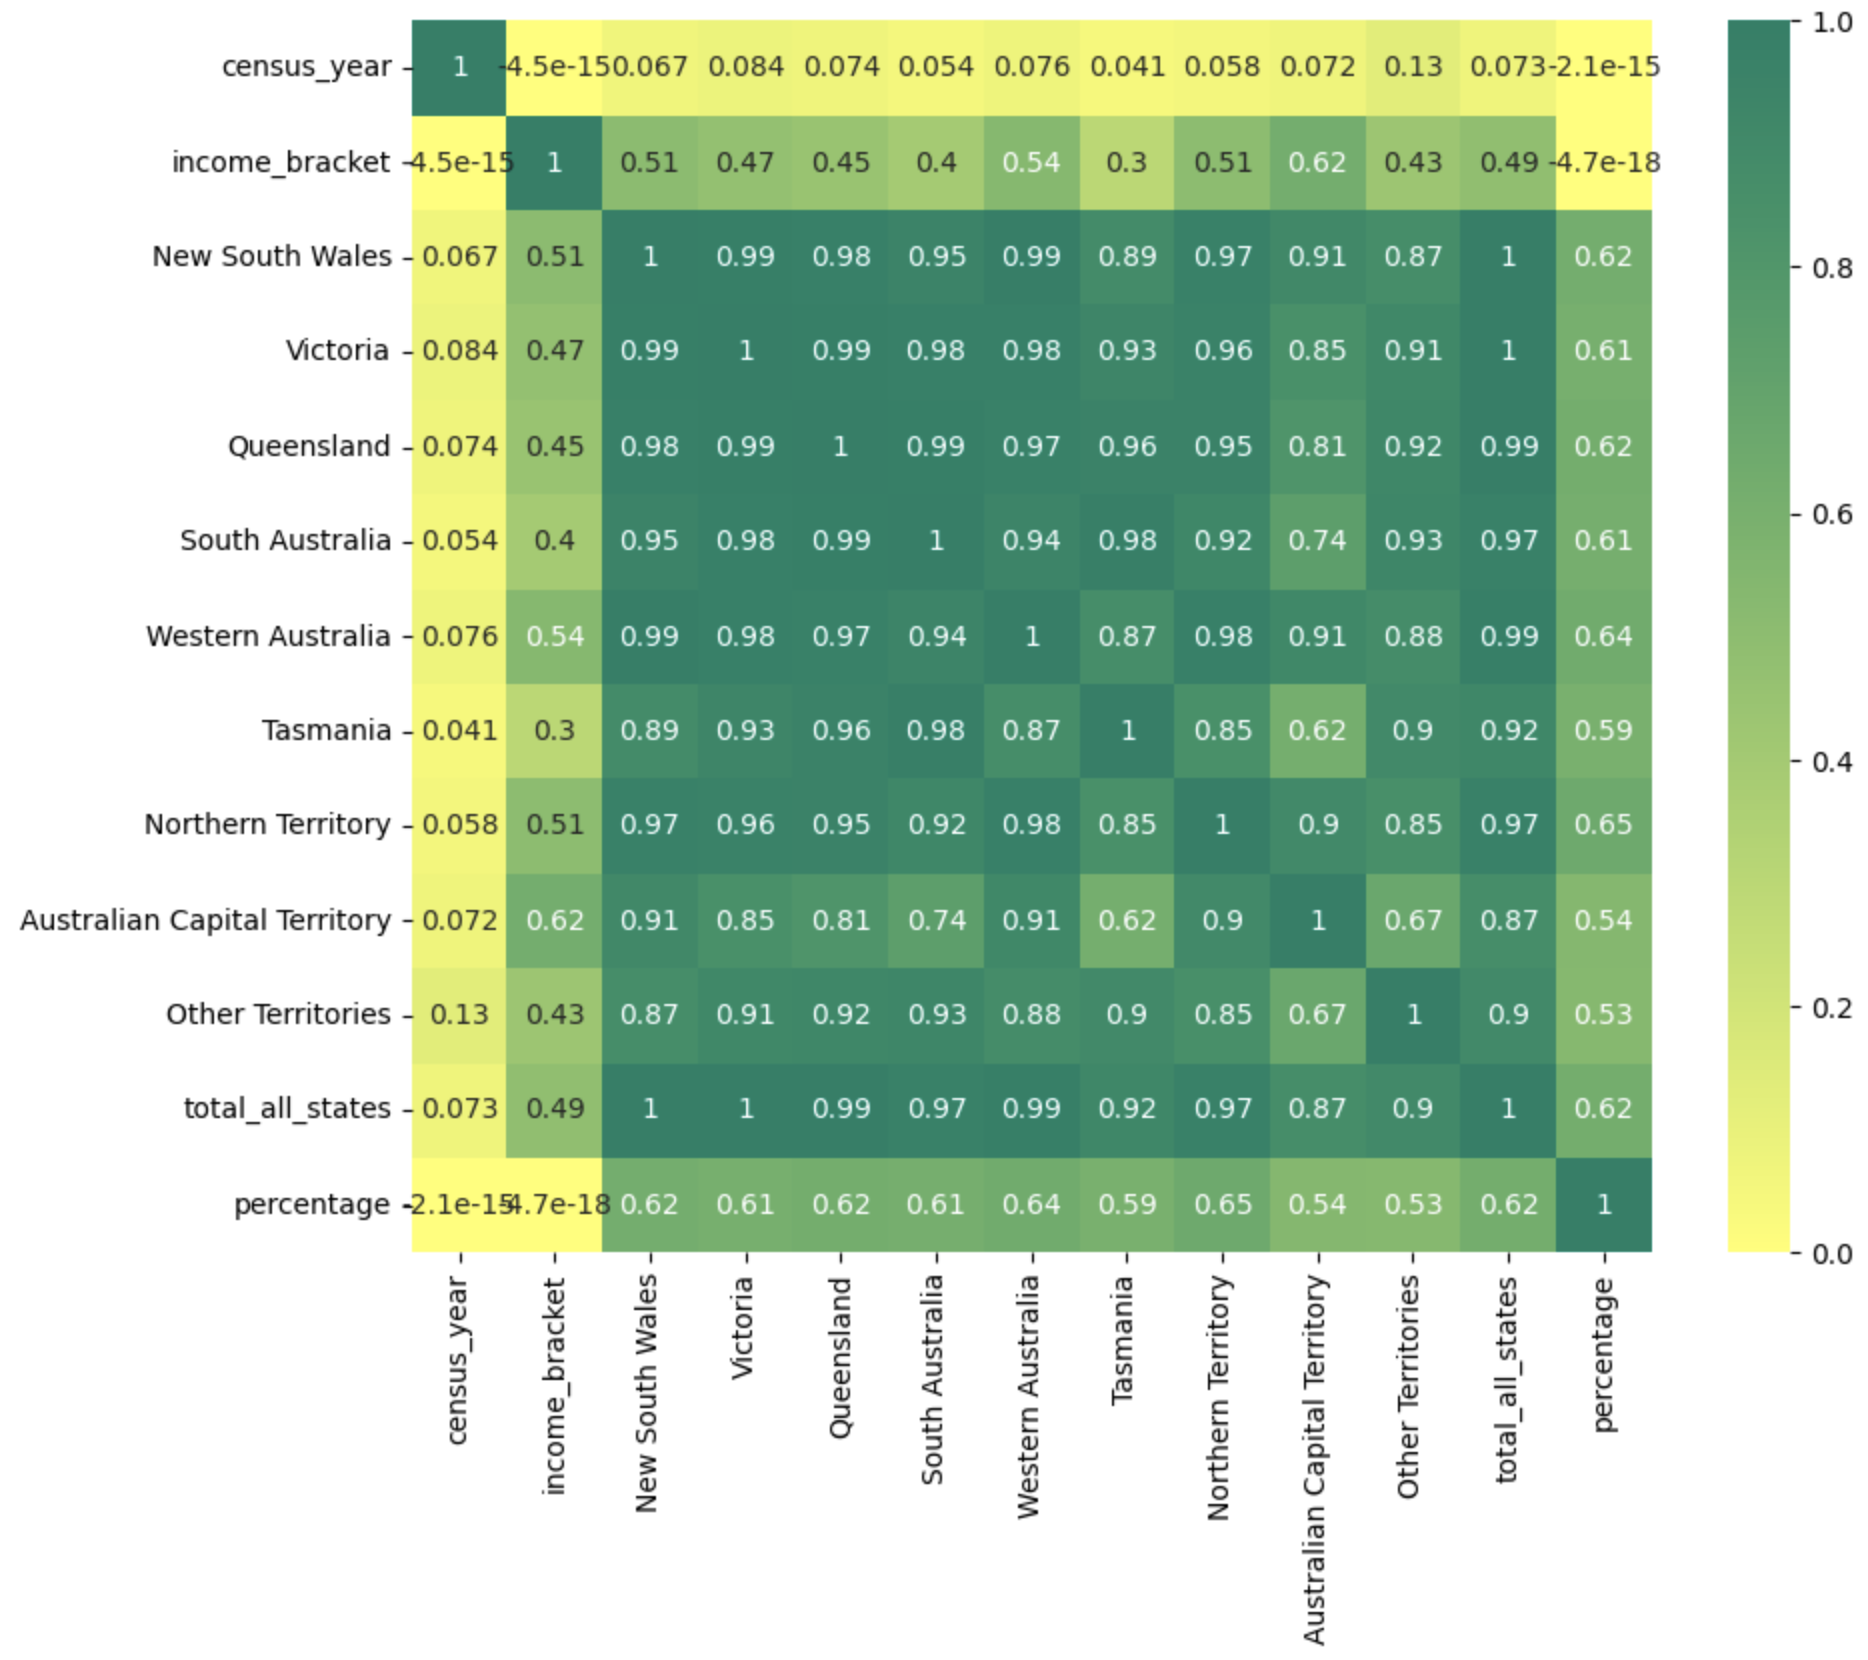 census_year 1 -4.5e-15 0.067 0.084 0.074 0.054 0.076 0.041 0.058 0.072 0.13 0.073 -2.1e-15
income_bracket -4.5e-15 1 0.51 0.47 0.45 0.4 0.54 0.3 0.51 0.62 0.43 0.49 -4.7e-18
New South Wales 0.067 0.51 1 0.99 0.98 0.95 0.99 0.89 0.97 0.91 0.87 1 0.62
Victoria 0.084 0.47 0.99 1 0.99 0.98 0.98 0.93 0.96 0.85 0.91 1 0.61
Queensland 0.074 0.45 0.98 0.99 1 0.99 0.97 0.96 0.95 0.81 0.92 0.99 0.62
South Australia 0.054 0.4 0.95 0.98 0.99 1 0.94 0.98 0.92 0.74 0.93 0.97 0.61
Western Australia 0.076 0.54 0.99 0.98 0.97 0.94 1 0.87 0.98 0.91 0.88 0.99 0.64
Tasmania 0.041 0.3 0.89 0.93 0.96 0.98 0.87 1 0.85 0.62 0.9 0.92 0.59
Northern Territory 0.058 0.51 0.97 0.96 0.95 0.92 0.98 0.85 1 0.9 0.85 0.97 0.65
Australian Capital Territory 0.072 0.62 0.91 0.85 0.81 0.74 0.91 0.62 0.9 1 0.67 0.87 0.54
Other Territories 0.13 0.43 0.87 0.91 0.92 0.93 0.88 0.9 0.85 0.67 1 0.9 0.53
total_all_states 0.073 0.49 1 1 0.99 0.97 0.99 0.92 0.97 0.87 0.9 1 0.62
percentage -2.1e-15 -4.7e-18 0.62 0.61 0.62 0.61 0.64 0.59 0.65 0.54 0.53 0.62 1
census_year
income_bracket
New South Wales
Victoria
Queensland
South Australia
Western Australia
Tasmania
Northern Territory
Australian Capital Territory
Other Territories
total_all_states
percentage
1.0
0.8
0.6
0.4
0.2
0.0